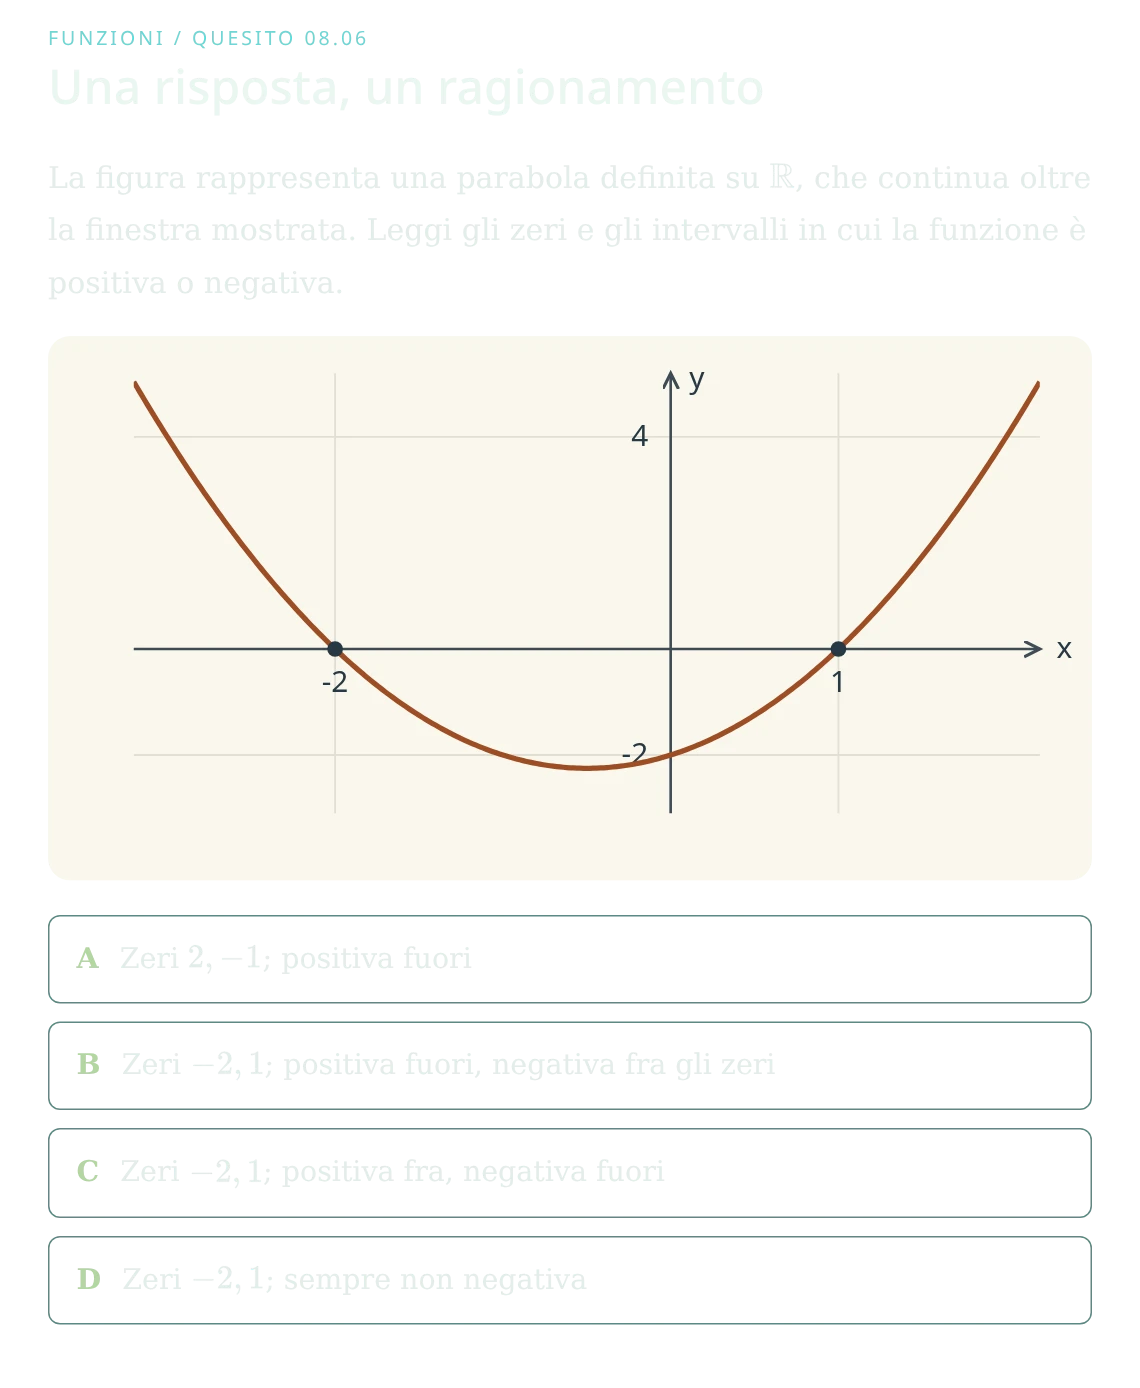 FUNZIONI / QUESITO 08.06
Una risposta, un ragionamento
La figura rappresenta una parabola definita su ℝ, che continua oltre
la finestra mostrata. Leggi gli zeri e gli intervalli in cui la funzione è
positiva o negativa.
y
4
x
-2
1
-2
A Zeri 2, −1; positiva fuori
B Zeri −2, 1; positiva fuori, negativa fra gli zeri
C Zeri −2, 1; positiva fra, negativa fuori
D Zeri −2, 1; sempre non negativa